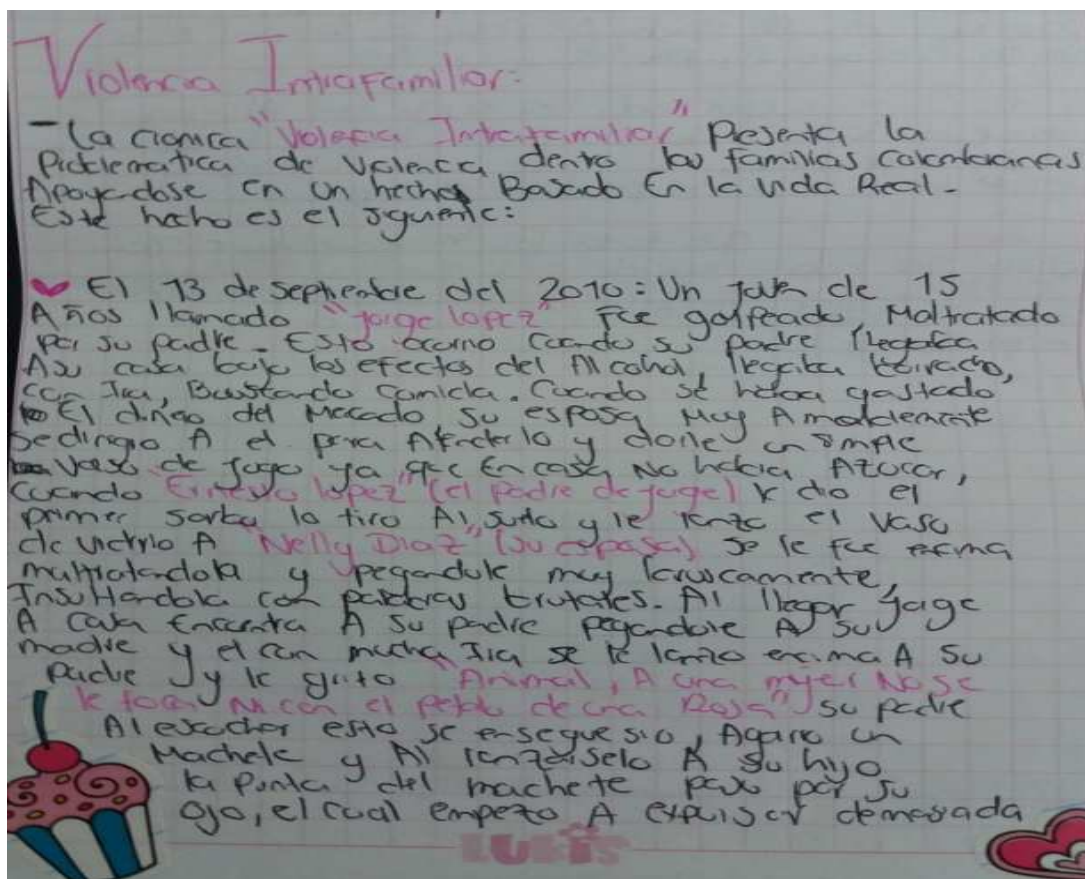 Violencia Intrafamiliar:
- La cronica "Violecia Intrafamiliar" Presenta la
Problematica de violenca dentro las familias colombianas
Apoyandose en un hecho Basado En la vida Real -
Este hecho es el siguiente:
El 13 de septiembre del 2010: Un joven de 15
Años llamado "Jorge lopez" Fue golpeado, Maltratado
por su padre. Esto ocurrio cuando su padre llegaba
A su casa bajo los efectos del Alcohol, llegaba
con Ira, Buscando comida. Cuando se habia gastado
El dinero del Mercado su esposa Muy Amablemente
se dirigio A el para Atenderlo y darle un simple
vaso de jugo ya que En casa No habia Azucar,
Cuando lopez" (el padre de Jorge) dio el
primer sorbo lo tiro Al suelo y le lanzo el vaso
de vidrio A "Nelly Diaz" (su esposa) se le fue encima
maltratandola y pegandole muy bruscamente,
Insultandola con palabras brutales. Al llegar Jorge
A casa Encuentra A su padre pegandole A su
madre y el con mucha Ira se le lanzo encima A su
padre y le grito "Animal, A una mujer No se
le toca Ni con el petalo de una Rosa" su padre
Al escuchar esto se enseguesio, Agarro un
Machete y Al lanzarselo A su hijo,
la Punta del machete paso por su
ojo, el cual empezo A expulsar demasiada